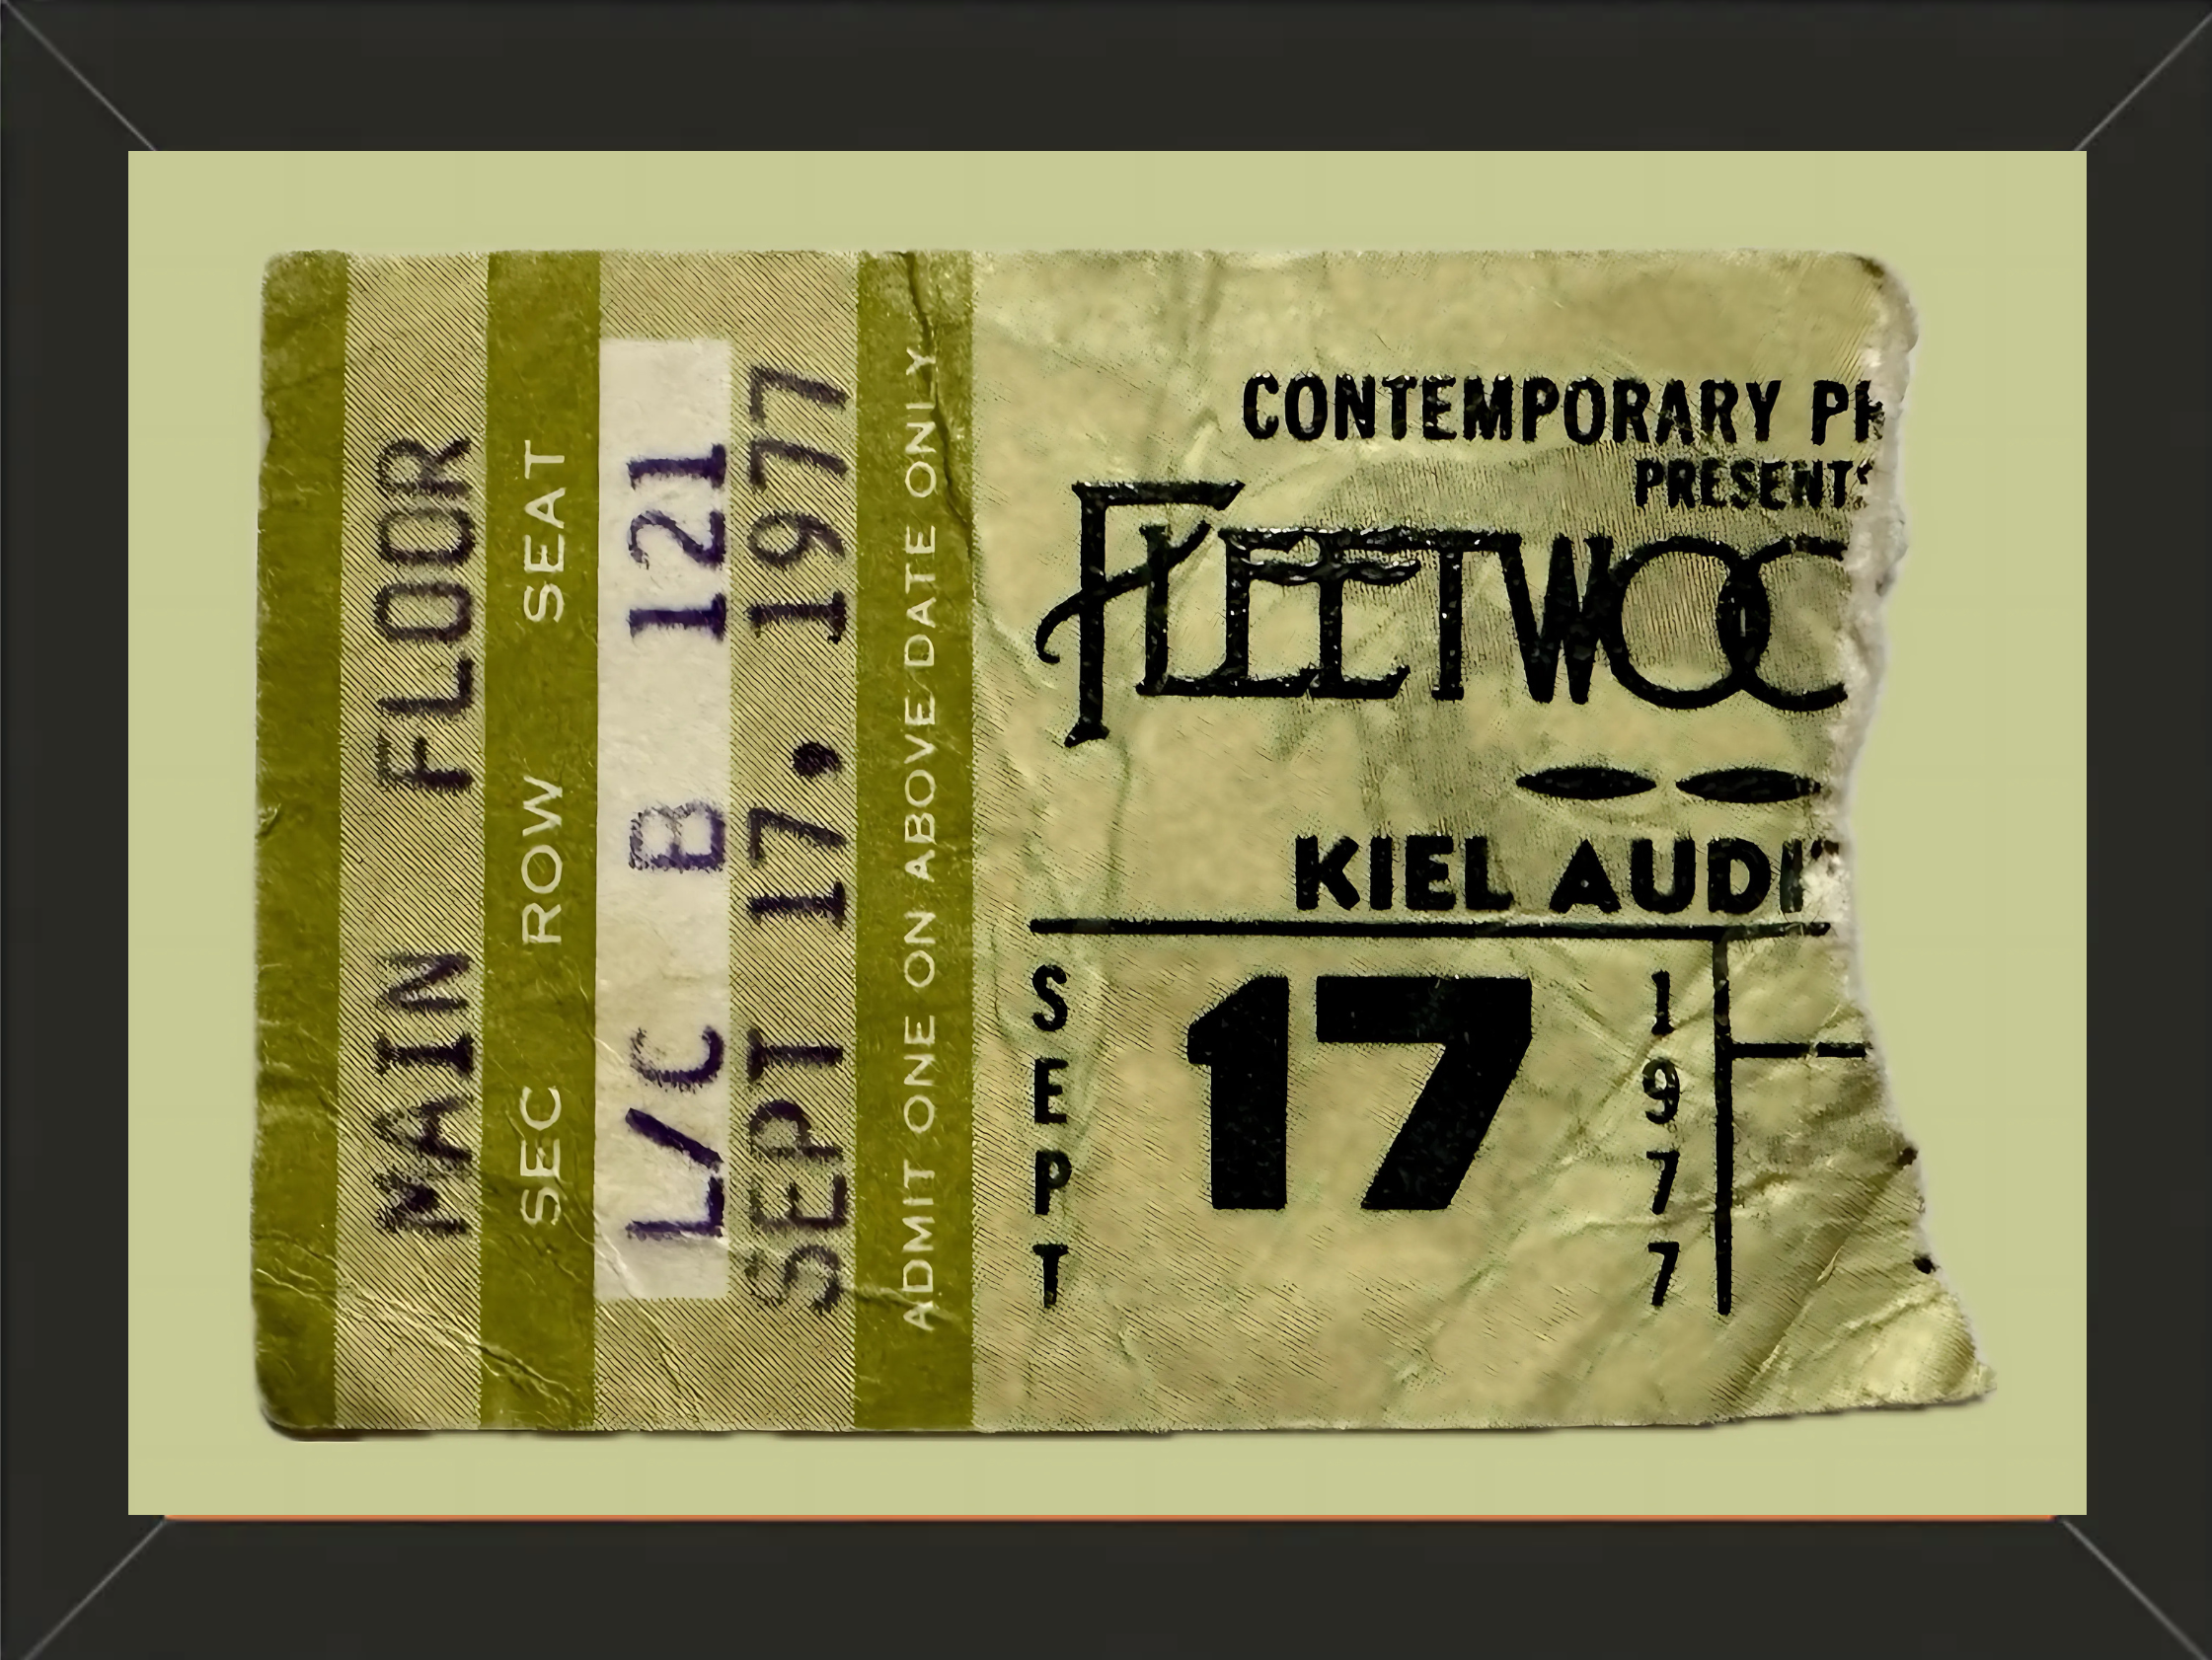 MAIN FLOOR
SEC ROW SEAT
L/C B 121
SEPT 17, 1977
ADMIT ONE ON ABOVE DATE ONLY
CONTEMPORARY PR
PRESENTS
FLEETWOO
KIEL AUDI
SEPT 17 1977